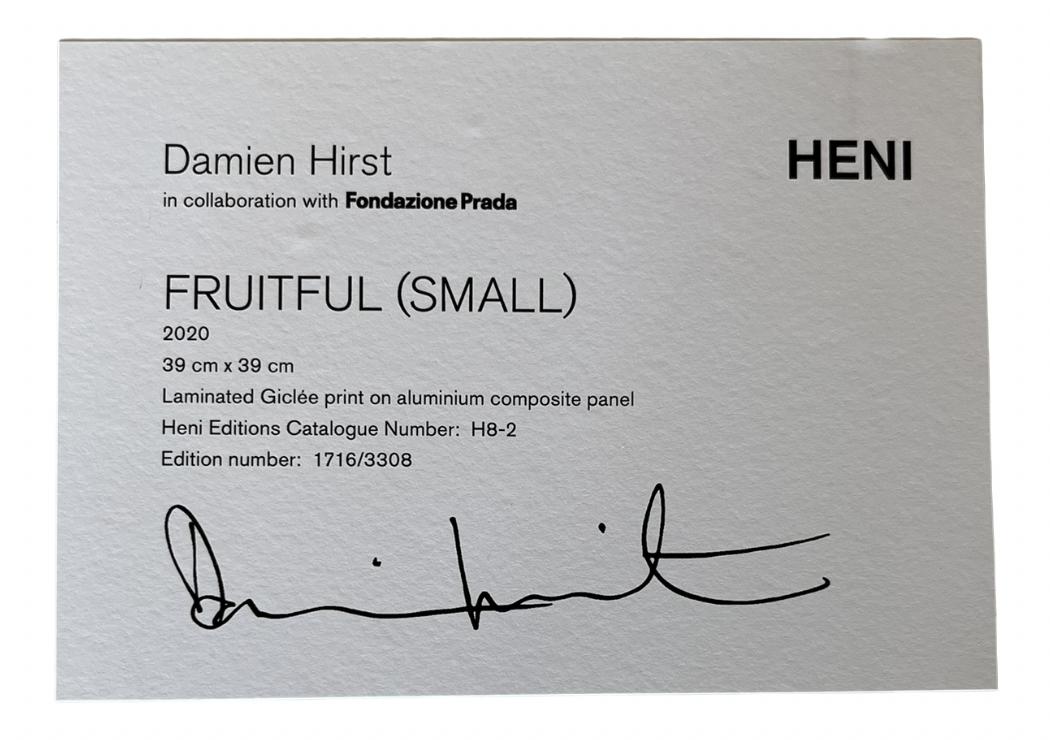 Damien Hirst
HENI
in collaboration with Fondazione Prada
FRUITFUL (SMALL)
2020
39 cm x 39 cm
Laminated Giclée print on aluminium composite panel
Heni Editions Catalogue Number: H8-2
Edition number: 1716/3308